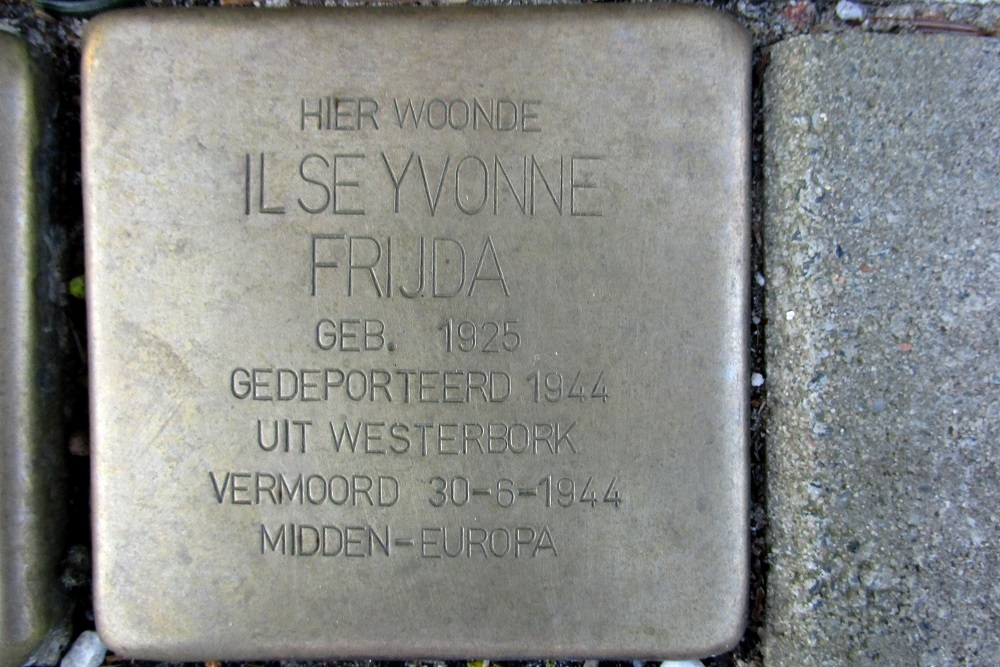 HIER WOONDE
ILSE YVONNE
FRIJDA
GEB. 1925
GEDEPORTEERD 1944
UIT WESTERBORK
VERMOORD 30-6-1944
MIDDEN-EUROPA